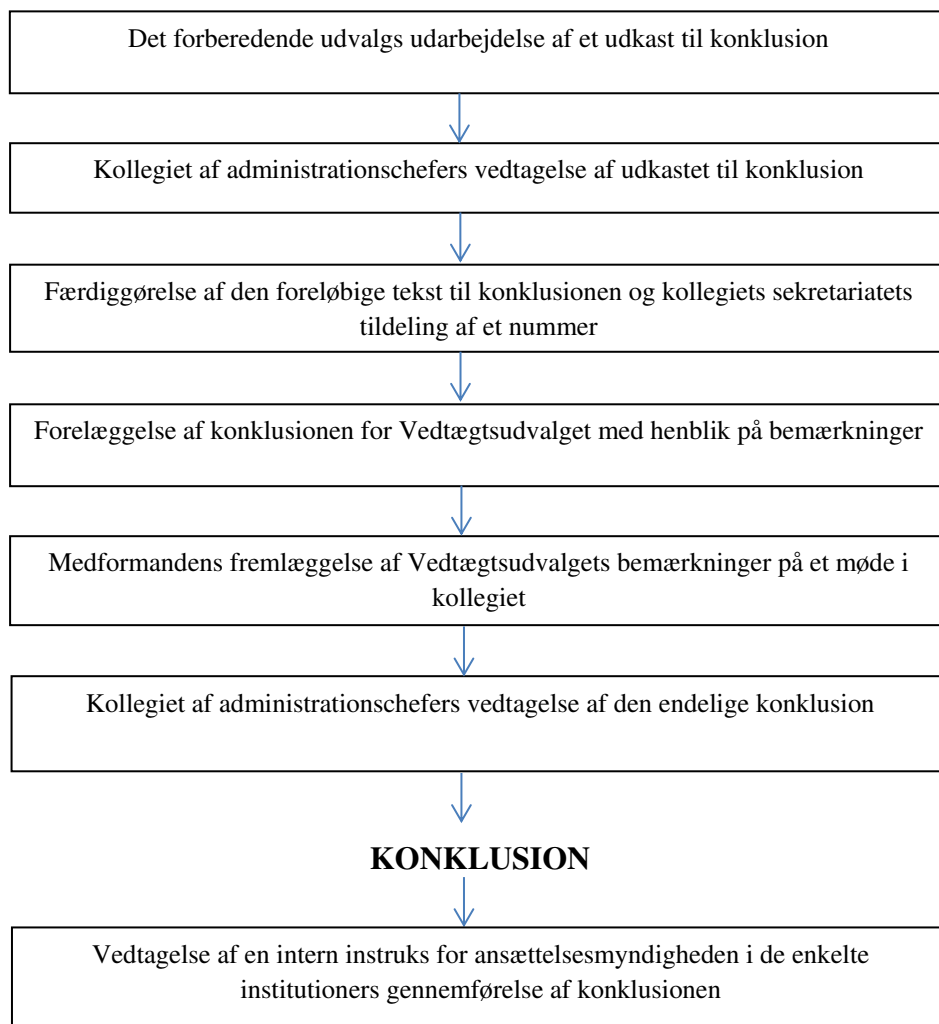 Det forberedende udvalgs udarbejdelse af et udkast til konklusion
Kollegiet af administrationschefers vedtagelse af udkastet til konklusion
Færdiggørelse af den foreløbige tekst til konklusionen og kollegiets sekretariatets
tildeling af et nummer
Forelæggelse af konklusionen for Vedtægtsudvalget med henblik på bemærkninger
Medformandens fremlæggelse af Vedtægtsudvalgets bemærkninger på et møde i
kollegiet
Kollegiet af administrationschefers vedtagelse af den endelige konklusion
KONKLUSION
Vedtagelse af en intern instruks for ansættelsesmyndigheden i de enkelte
institutioners gennemførelse af konklusionen